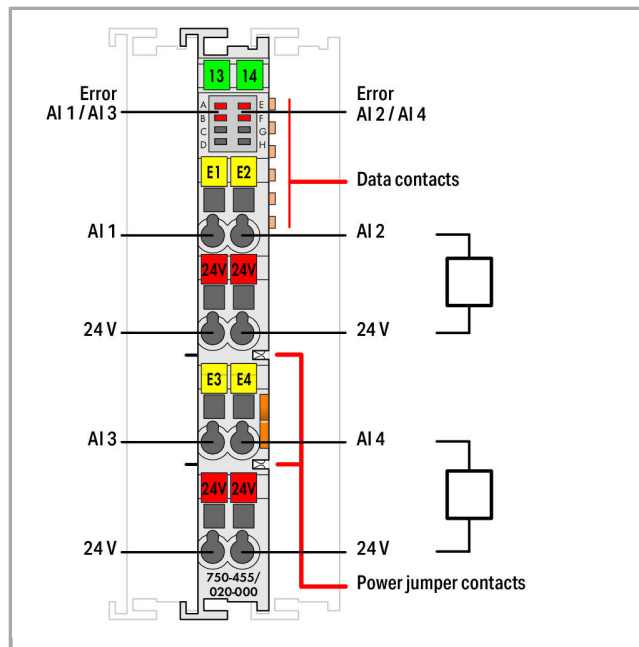 13 14
Error
AI 1 / AI 3
Error
AI 2 / AI 4
A
B
C
D
E
F
G
H
Data contacts
E1 E2
AI 1
AI 2
24V 24V
24 V
24 V
E3 E4
AI 3
AI 4
24V 24V
24 V
24 V
750-455/
020-000
Power jumper contacts